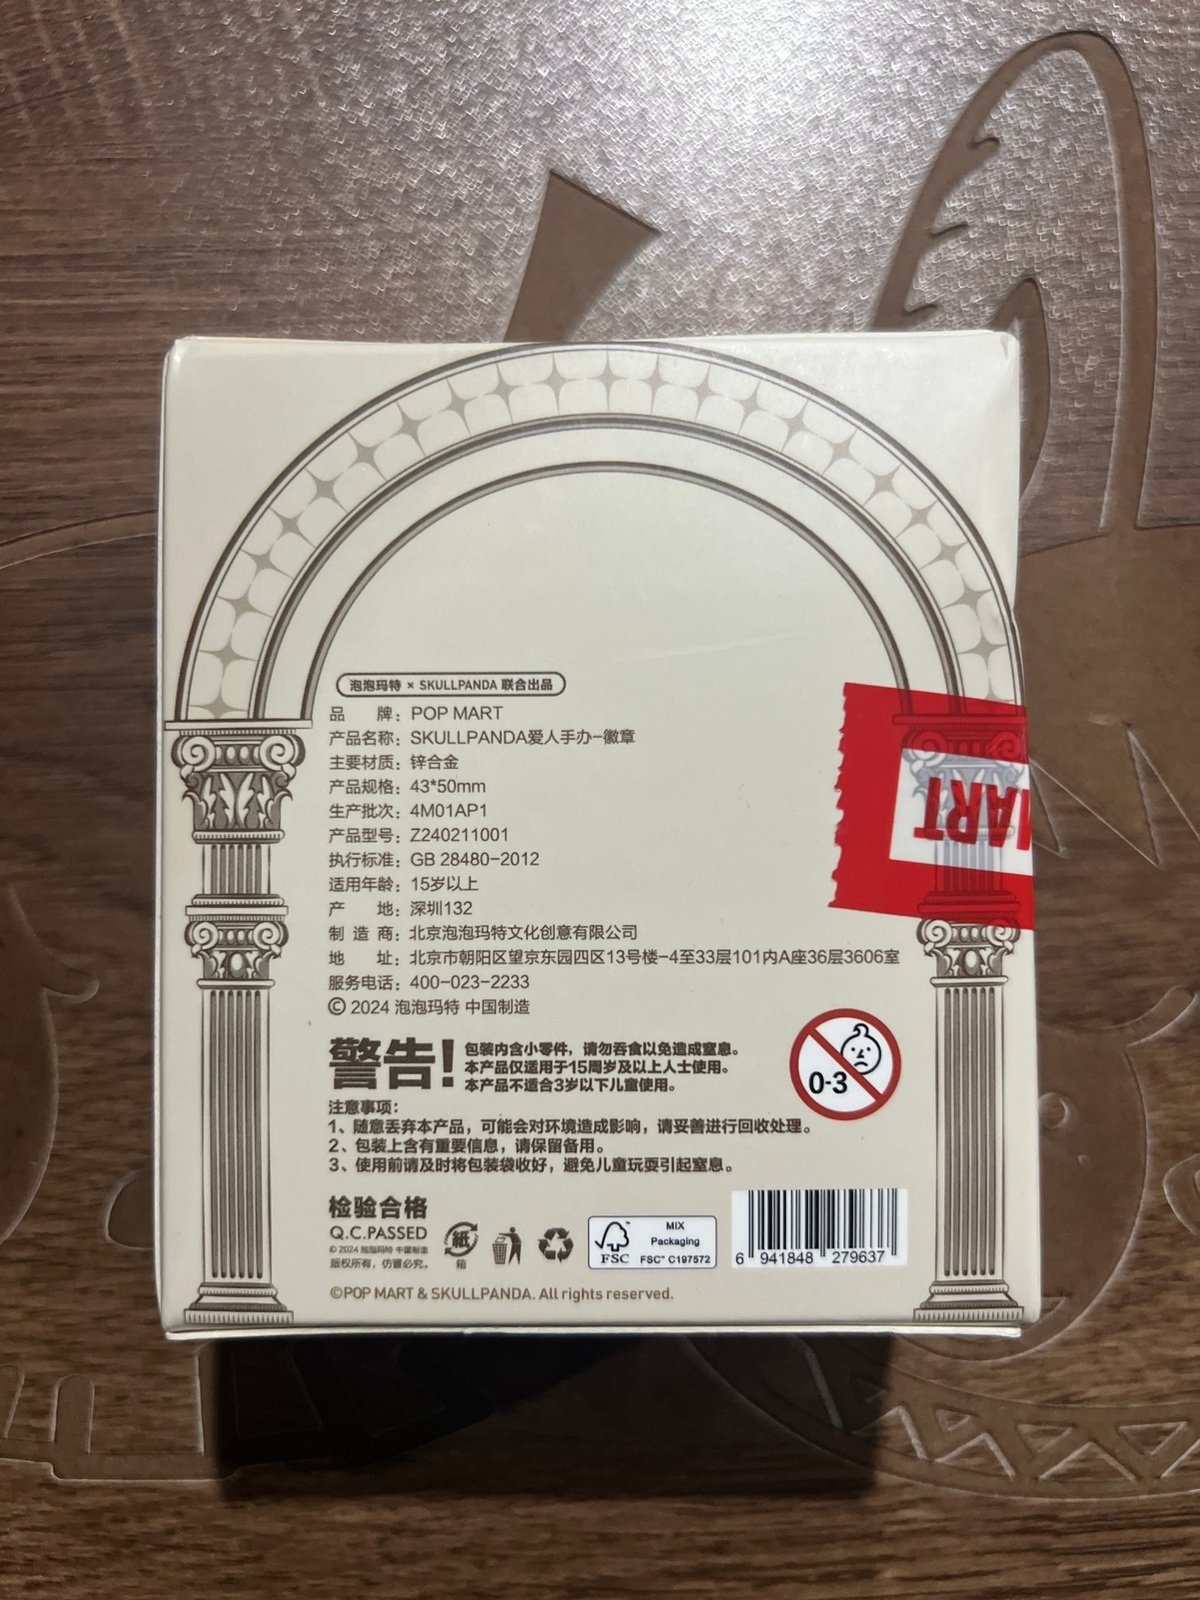 泡泡玛特 × SKULLPANDA 联合出品
品 牌：POP MART
产品名称：SKULLPANDA爱人手办-徽章
主要材质：锌合金
产品规格：43*50mm
生产批次：4M01AP1
产品型号：Z240211001
执行标准：GB 28480-2012
适用年龄：15岁以上
产 地：深圳132
制 造 商：北京泡泡玛特文化创意有限公司
地 址：北京市朝阳区望京东园四区13号楼-4至33层101内A座36层3606室
服务电话：400-023-2233
© 2024 泡泡玛特 中国制造
MART
警告！
包装内含小零件，请勿吞食以免造成窒息。
本产品仅适用于15周岁及以上人士使用。
本产品不适合3岁以下儿童使用。
0-3
注意事项：
1、随意丢弃本产品，可能会对环境造成影响，请妥善进行回收处理。
2、包装上含有重要信息，请保留备用。
3、使用前请及时将包装袋收好，避免儿童玩耍引起窒息。
检验合格
Q.C.PASSED
© 2024 泡泡玛特 中国制造
版权所有，仿冒必究。
紙
箱
FSC™
MIX
Packaging
FSC™ C197572
6 941848 279637
©POP MART & SKULLPANDA. All rights reserved.